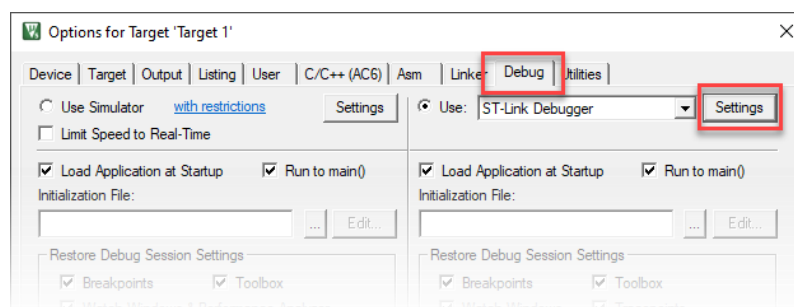 Options for Target 'Target 1'
Device Target Output Listing User C/C++ (AC6) Asm Linker Debug Utilities
Use Simulator with restrictions Settings Use: ST-Link Debugger Settings
Limit Speed to Real-Time
Load Application at Startup Run to main() Load Application at Startup Run to main()
Initialization File: Initialization File:
... Edit... ... Edit...
Restore Debug Session Settings Restore Debug Session Settings
Breakpoints Toolbox Breakpoints Toolbox